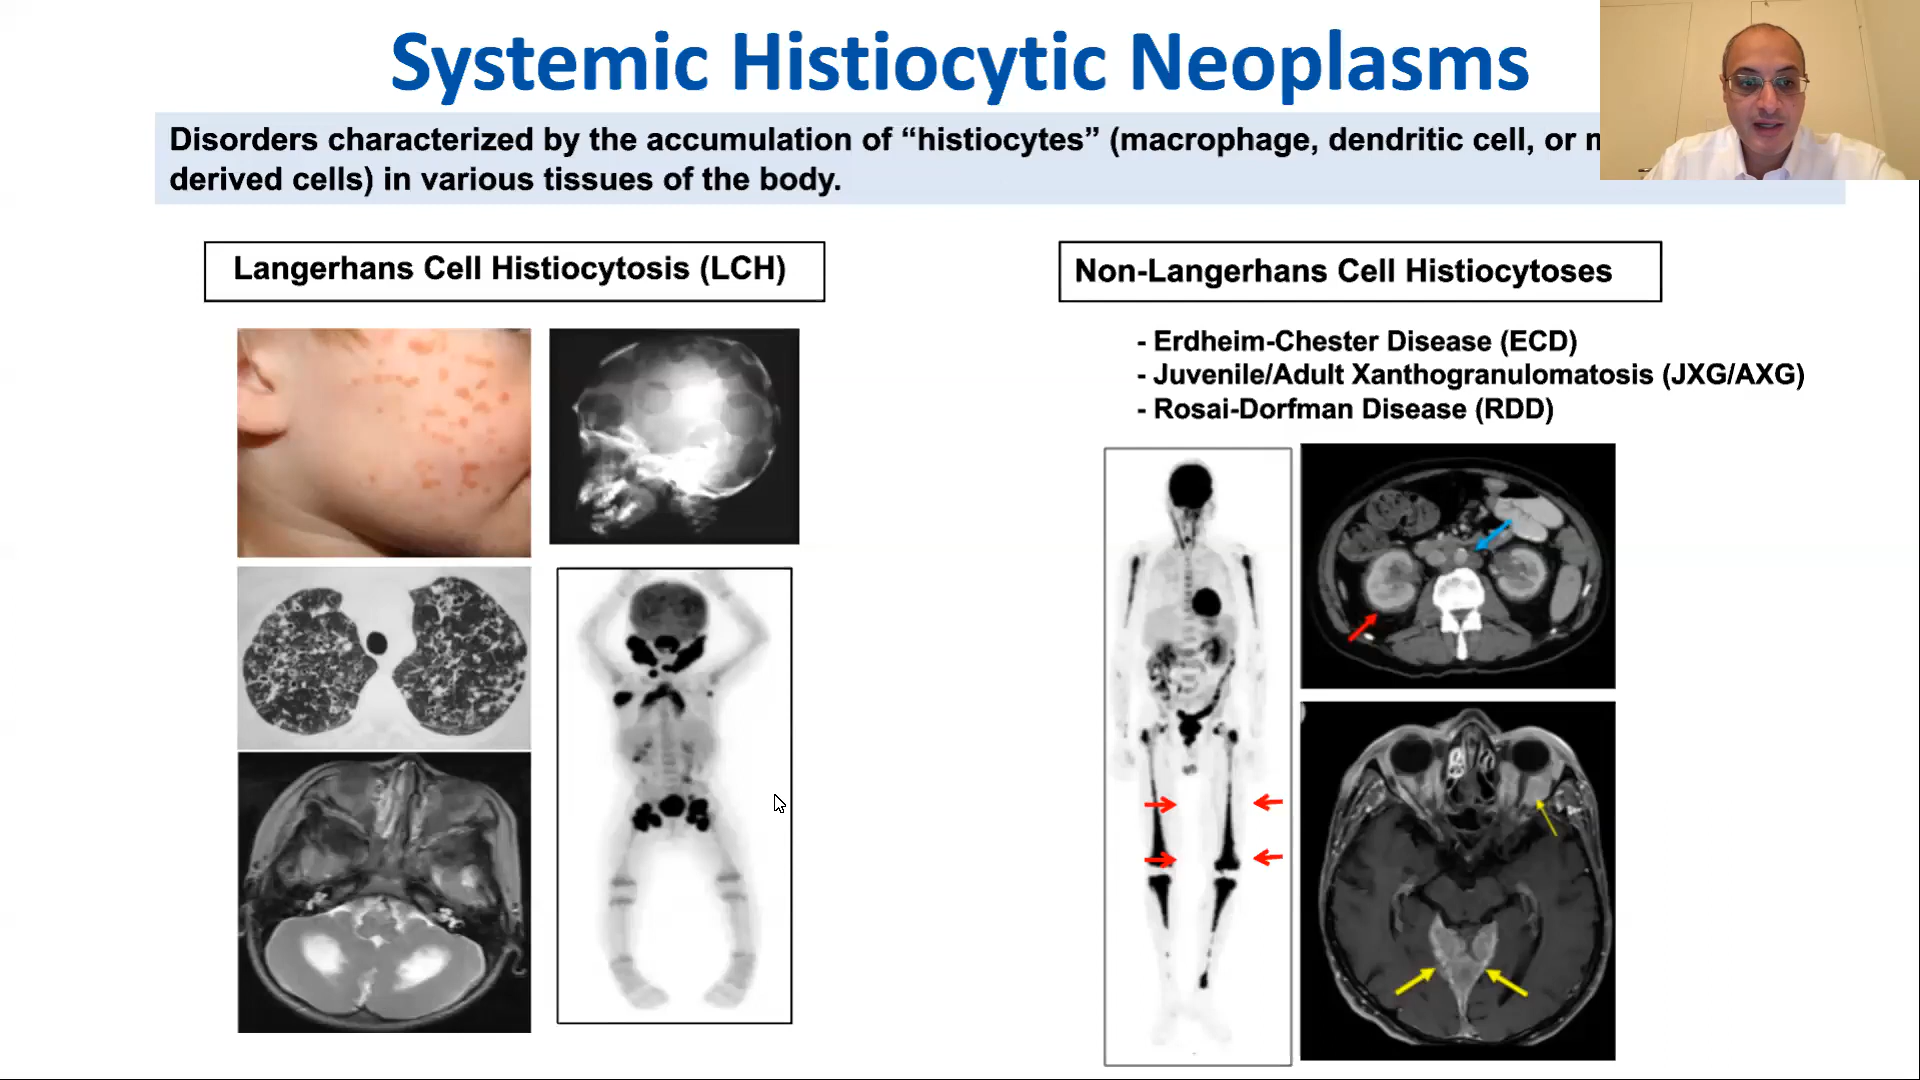 Systemic Histiocytic Neoplasms
Disorders characterized by the accumulation of “histiocytes” (macrophage, dendritic cell, or
derived cells) in various tissues of the body.
Langerhans Cell Histiocytosis (LCH)
Non-Langerhans Cell Histiocytoses
- Erdheim-Chester Disease (ECD)
- Juvenile/Adult Xanthogranulomatosis (JXG/AXG)
- Rosai-Dorfman Disease (RDD)